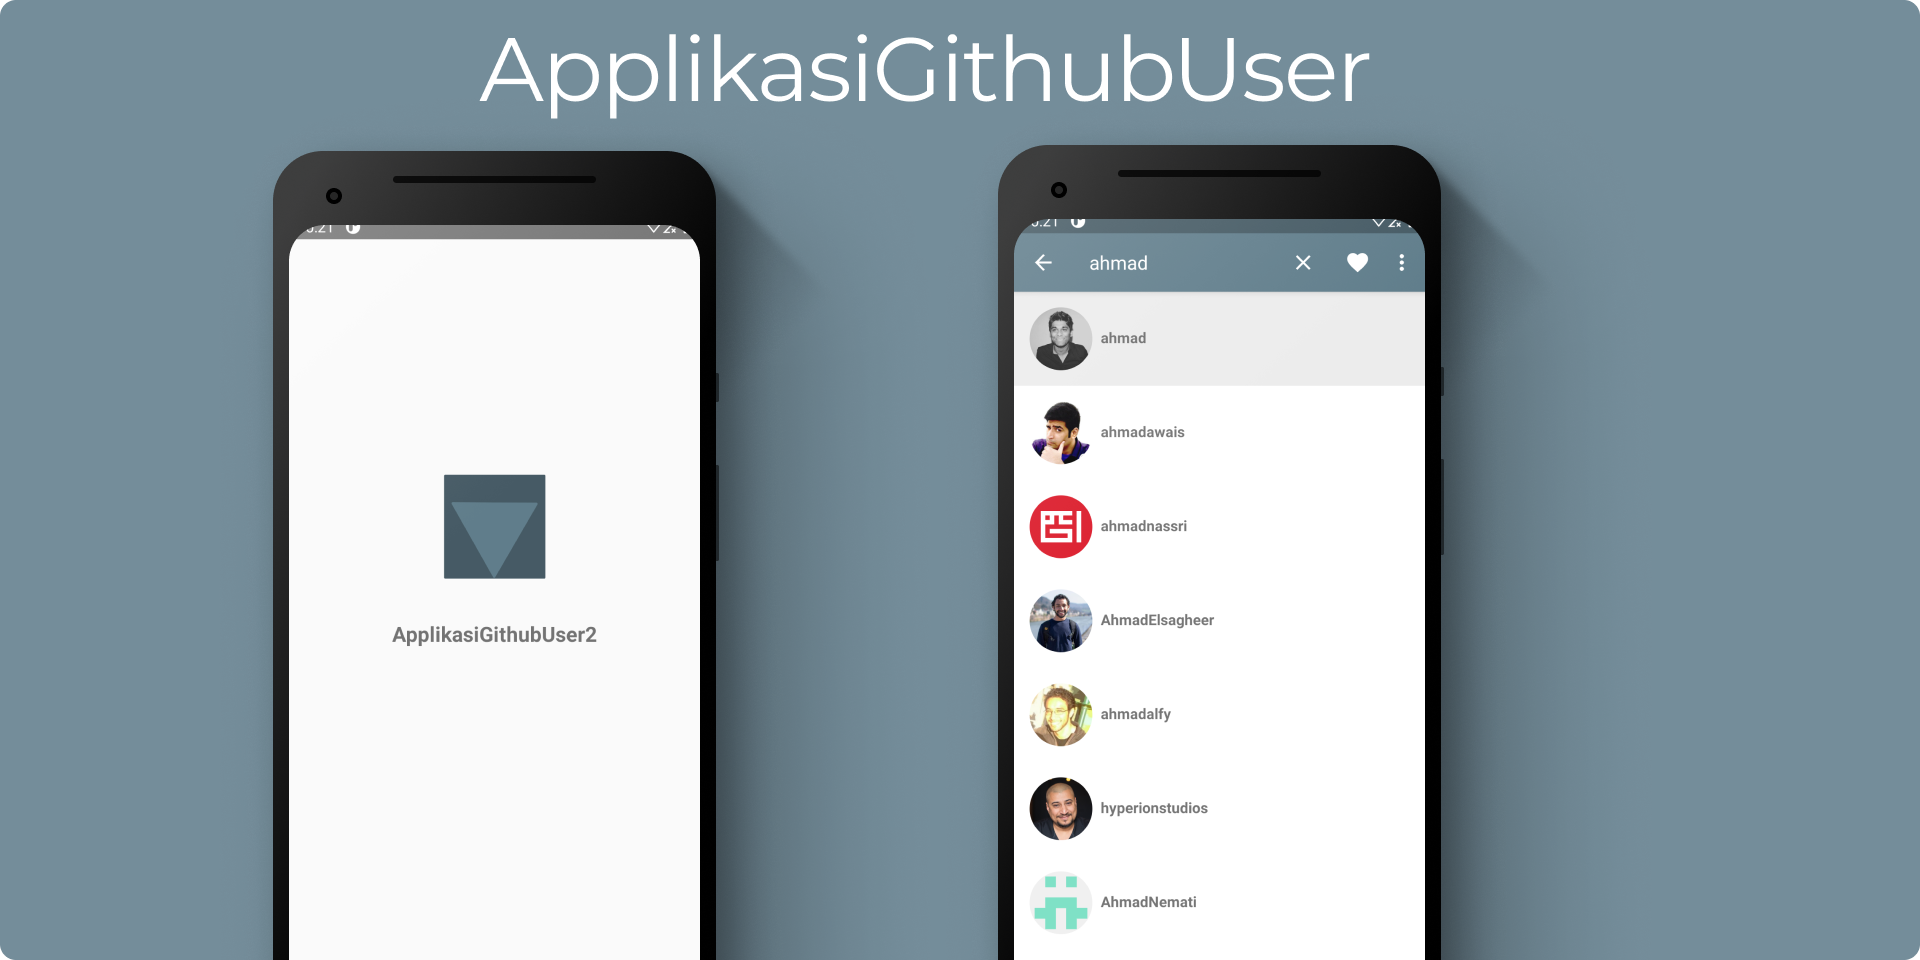 ApplikasiGithubUser
ApplikasiGithubUser2
ahmad
ahmad
ahmadawais
ahmadnassri
AhmadElsagheer
ahmadalfy
hyperionstudios
AhmadNemati